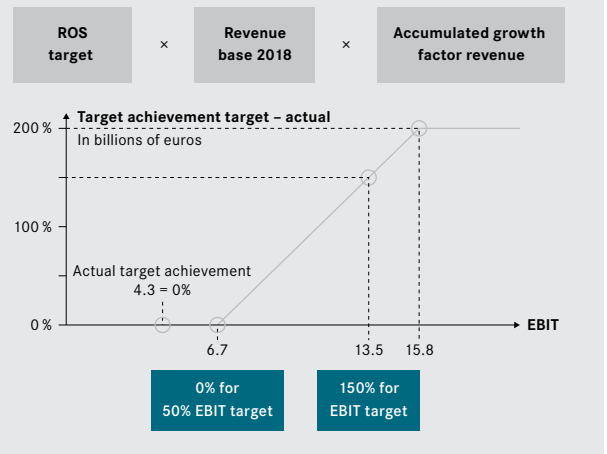 ROS
target
×
Revenue
base 2018
×
Accumulated growth
factor revenue
Target achievement target – actual
In billions of euros
200 %
100 %
Actual target achievement
4.3 = 0%
0 %
EBIT
6.7
13.5
15.8
0% for
50% EBIT target
150% for
EBIT target